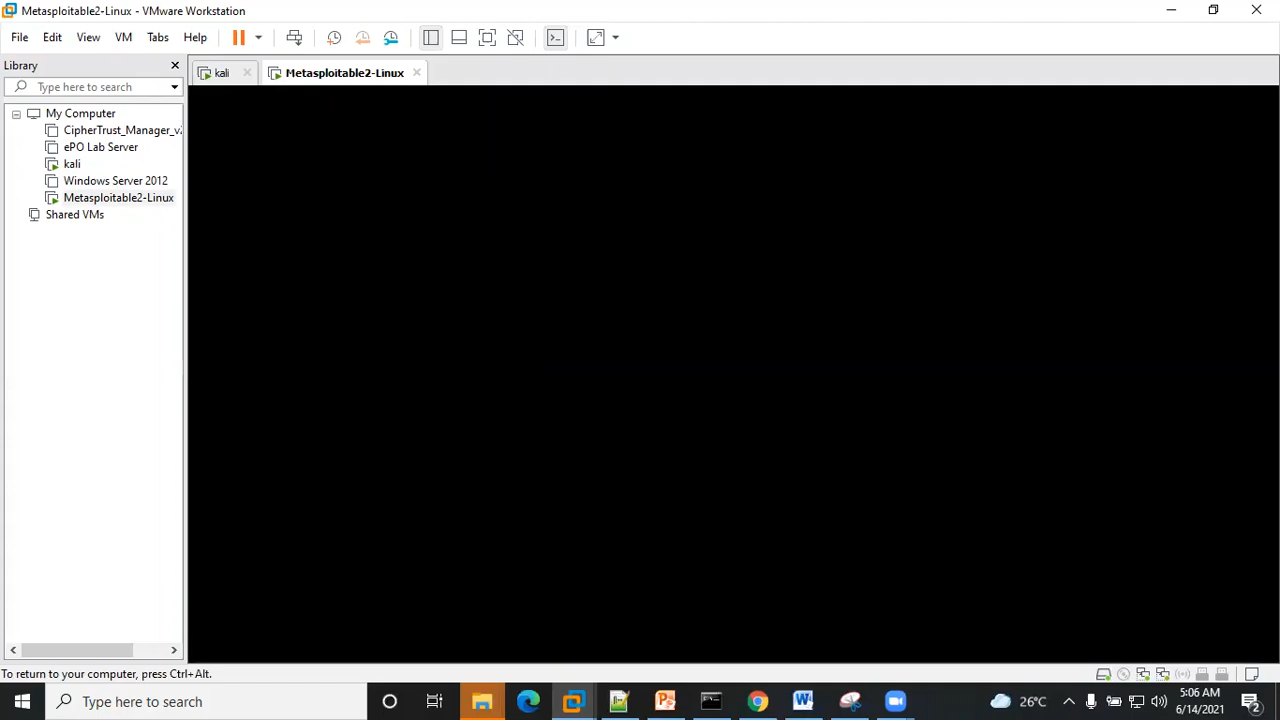 Metasploitable2-Linux - VMware Workstation
File Edit View VM Tabs Help
Library
kali
Metasploitable2-Linux
Type here to search
My Computer
CipherTrust_Manager_v
ePO Lab Server
kali
Windows Server 2012
Metasploitable2-Linux
Shared VMs
To return to your computer, press Ctrl+Alt.
Type here to search
26°C
5:06 AM
6/14/2021
2